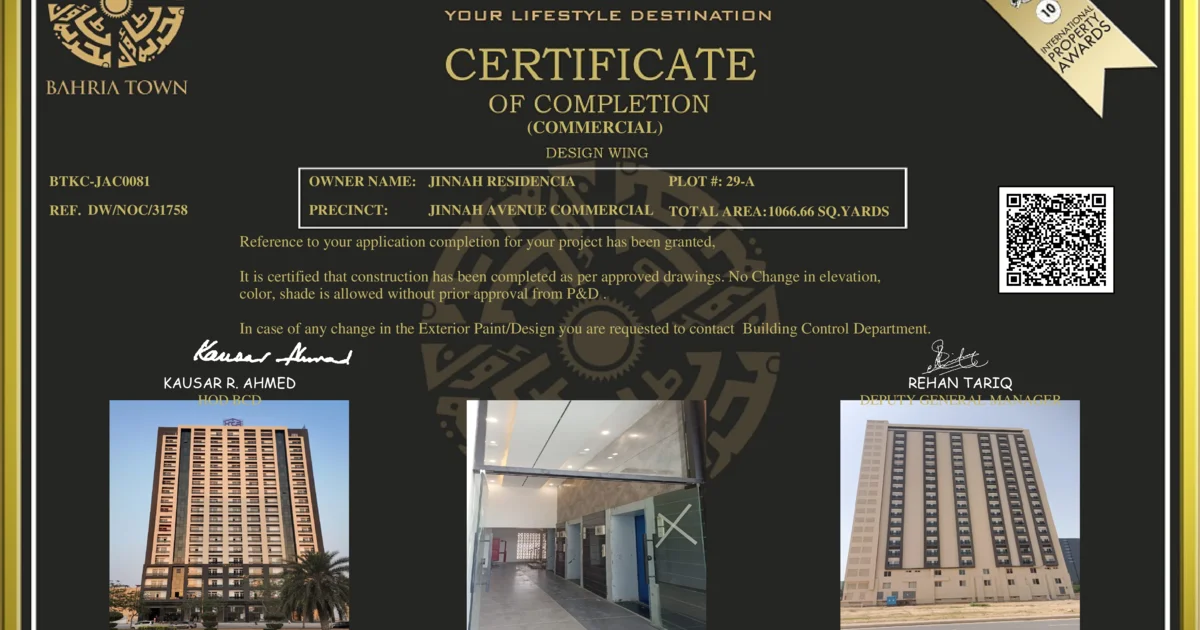 YOUR LIFESTYLE DESTINATION
BAHRIA TOWN
10
INTERNATIONAL
PROPERTY
AWARDS
CERTIFICATE
OF COMPLETION
(COMMERCIAL)
DESIGN WING
BTKC-JAC0081
OWNER NAME: JINNAH RESIDENCIA PLOT #: 29-A
REF. DW/NOC/31758
PRECINCT: JINNAH AVENUE COMMERCIAL TOTAL AREA:1066.66 SQ.YARDS
Reference to your application completion for your project has been granted,
It is certified that construction has been completed as per approved drawings. No Change in elevation,
color, shade is allowed without prior approval from P&D .
In case of any change in the Exterior Paint/Design you are requested to contact Building Control Department.
Kausar Ahmad
KAUSAR R. AHMED
HOD BCD
REHAN TARIQ
DEPUTY GENERAL MANAGER